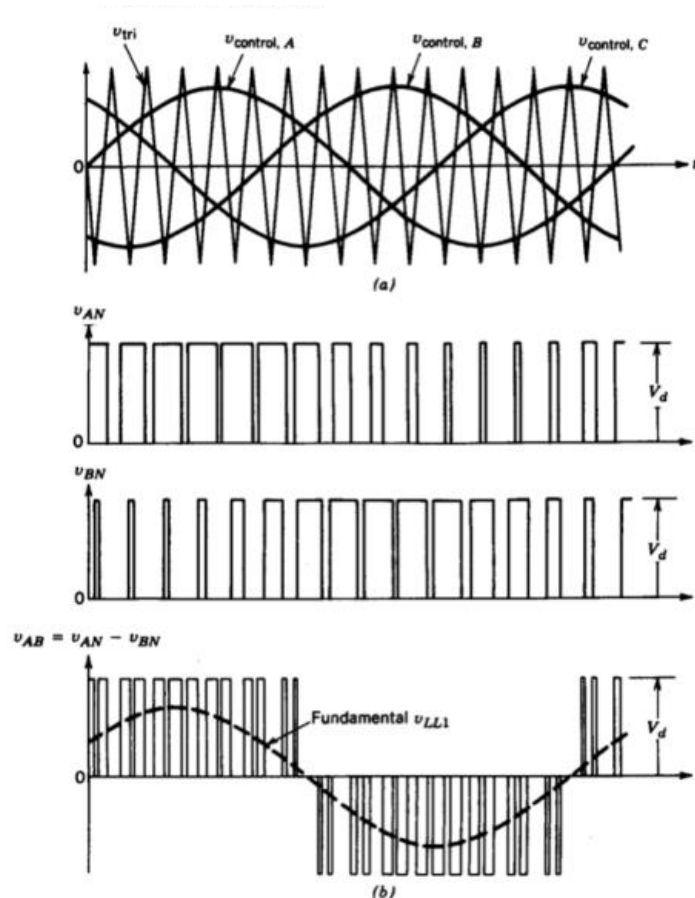 v_tri
v_control, A
v_control, B
v_control, C
0
t
(a)
v_AN
V_d
0
v_BN
V_d
0
v_AB = v_AN − v_BN
Fundamental v_LL1
V_d
0
(b)